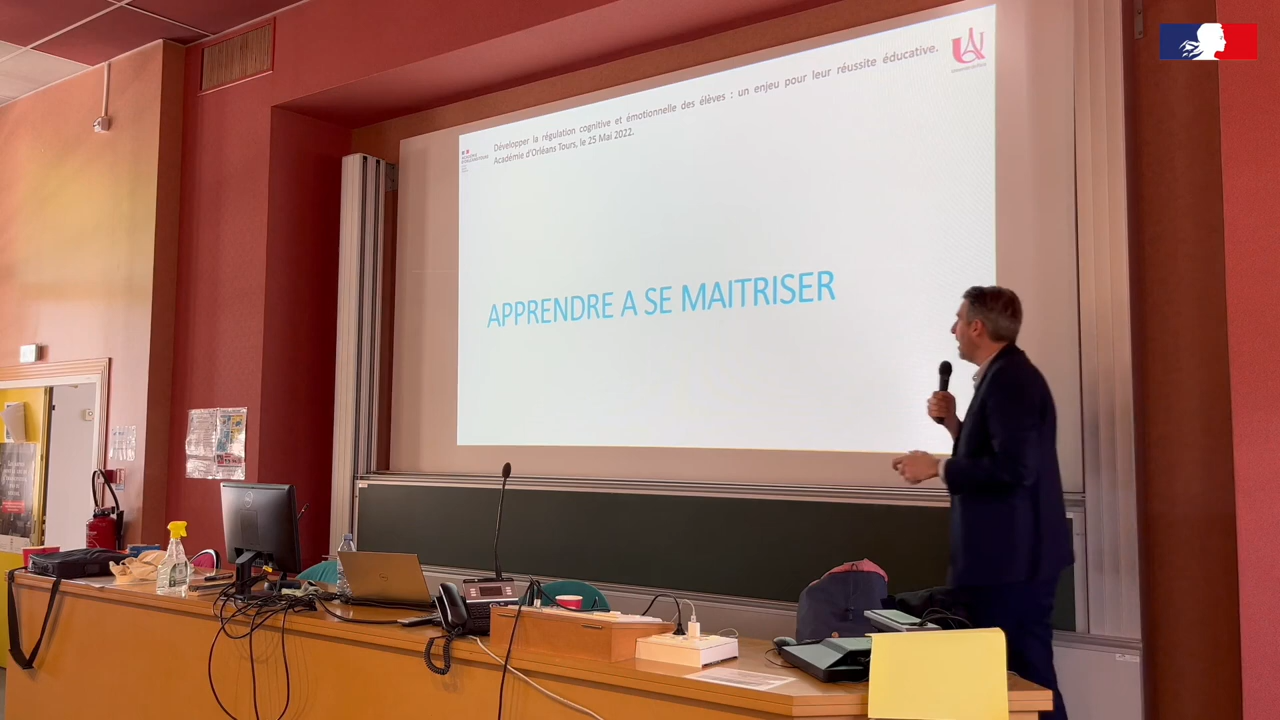 Développer la régulation cognitive et émotionnelle des élèves : un enjeu pour leur réussite éducative.
Académie d'Orléans Tours, le 25 Mai 2022.
APPRENDRE A SE MAITRISER